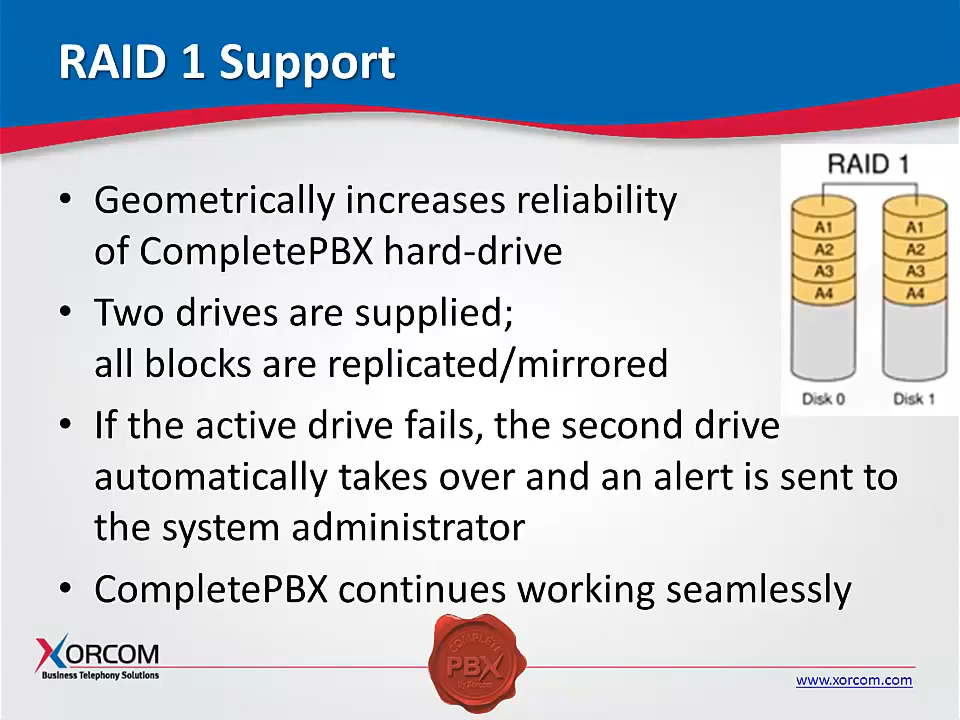 RAID 1 Support
• Geometrically increases reliability
of CompletePBX hard-drive
• Two drives are supplied;
all blocks are replicated/mirrored
• If the active drive fails, the second drive
automatically takes over and an alert is sent to
the system administrator
• CompletePBX continues working seamlessly
RAID 1
A1 A1
A2 A2
A3 A3
A4 A4
Disk 0 Disk 1
XORCOM
Business Telephony Solutions
COMPLETE
PBX
by Xorcom
www.xorcom.com